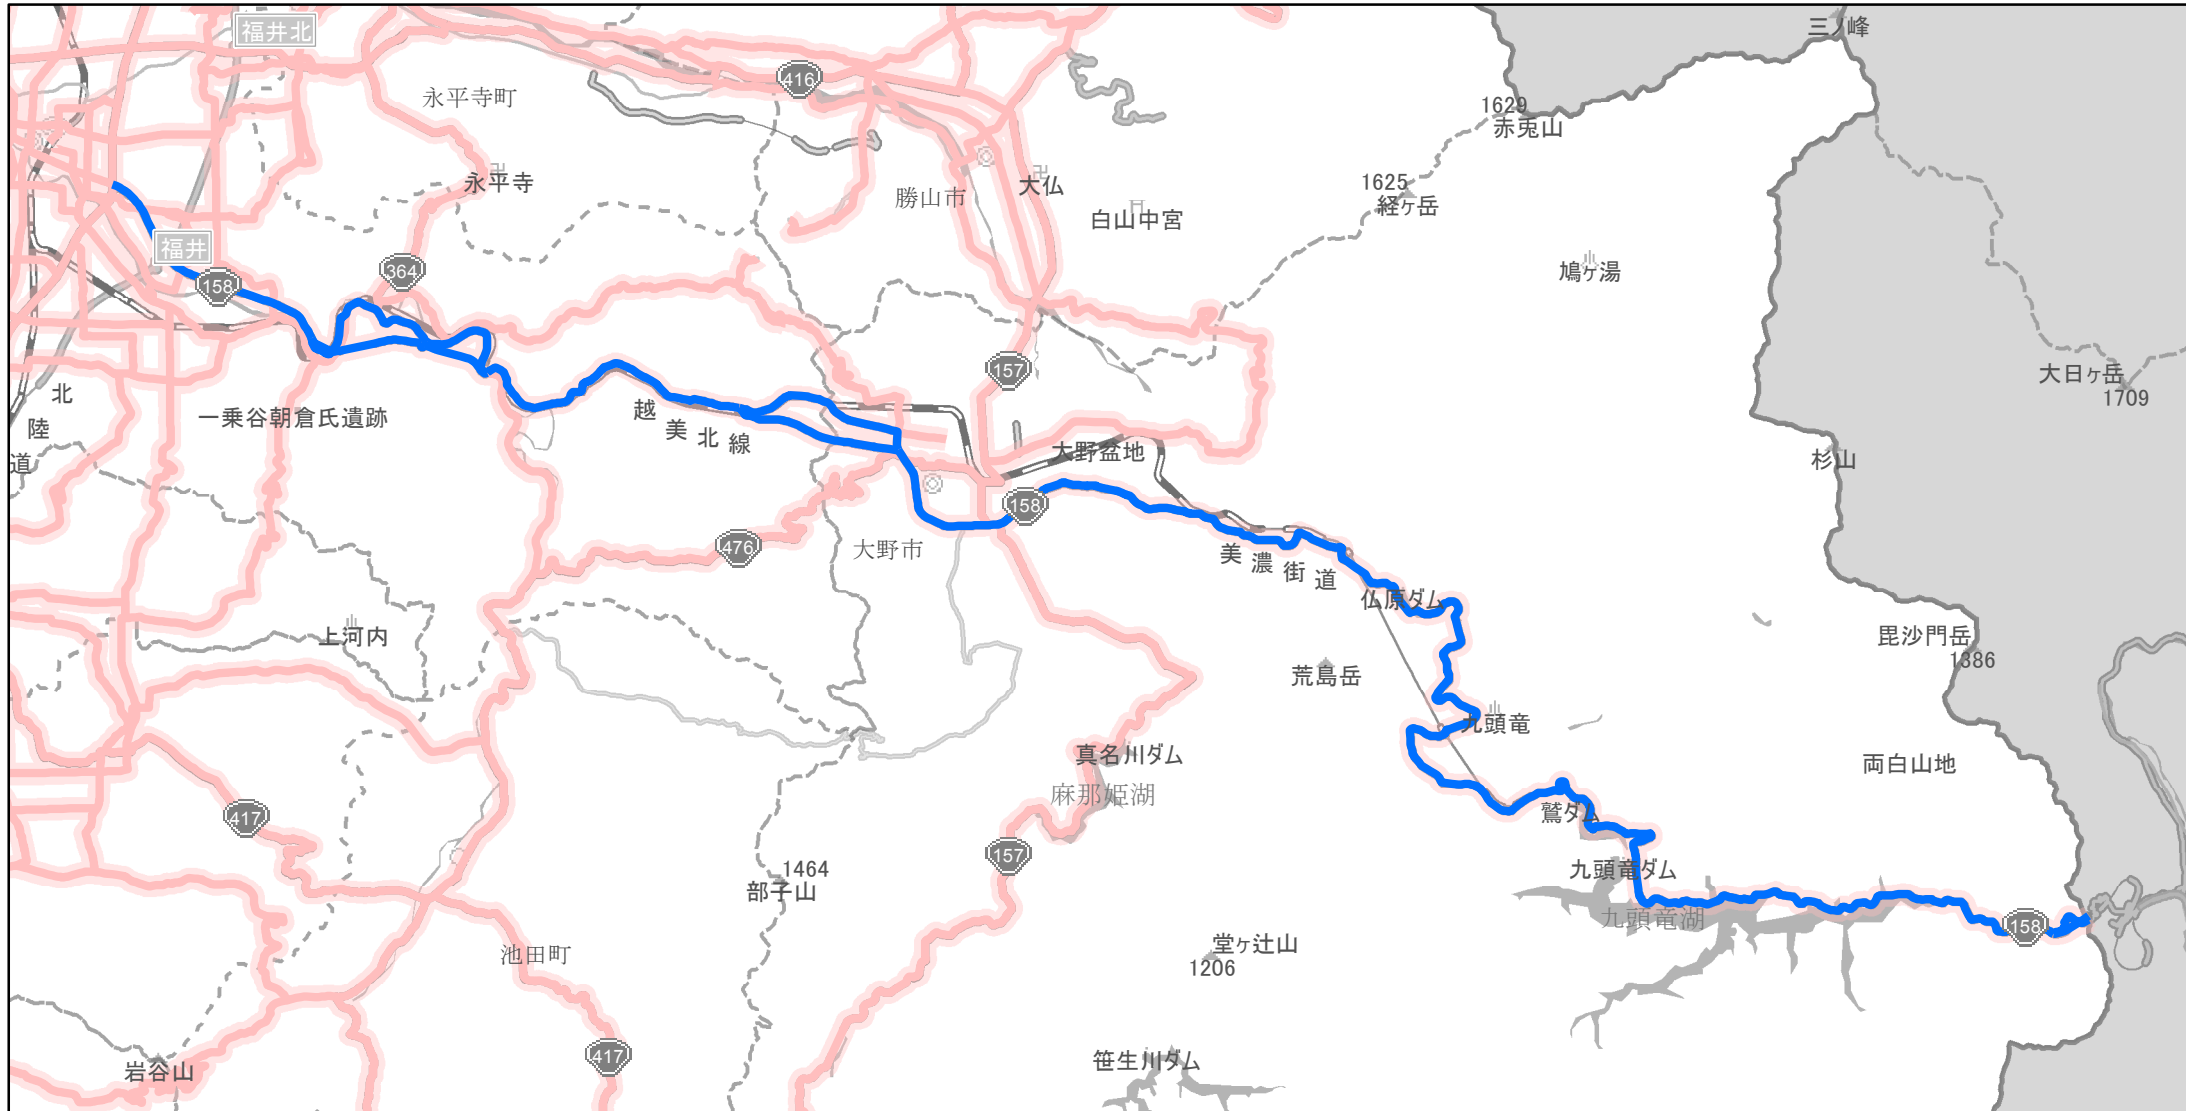 福井北
三ノ峰
416
永平寺町
1629
赤兎山
永平寺
大仏
1625
経ヶ岳
勝山市
白山中宮
福井
364
鳩ヶ湯
158
157
大日ヶ岳
1709
北陸道
一乗谷朝倉氏遺跡
越美北線
大野盆地
杉山
158
476
大野市
美濃街道
仏原ダム
上河内
毘沙門岳
1386
荒島岳
九頭竜
真名川ダム
麻那姫湖
両白山地
417
鷲ダム
157
1464
部子山
九頭竜ダム
九頭竜湖
158
池田町
堂ヶ辻山
1206
417
笹生川ダム
岩谷山